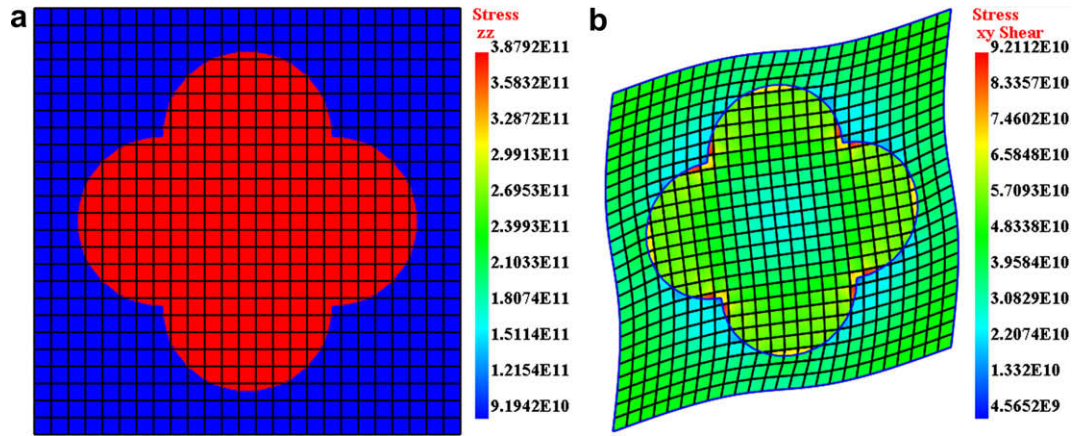 a
Stress
zz
3.8792E11
3.5832E11
3.2872E11
2.9913E11
2.6953E11
2.3993E11
2.1033E11
1.8074E11
1.5114E11
1.2154E11
9.1942E10
b
Stress
xy Shear
9.2112E10
8.3357E10
7.4602E10
6.5848E10
5.7093E10
4.8338E10
3.9584E10
3.0829E10
2.2074E10
1.332E10
4.5652E9